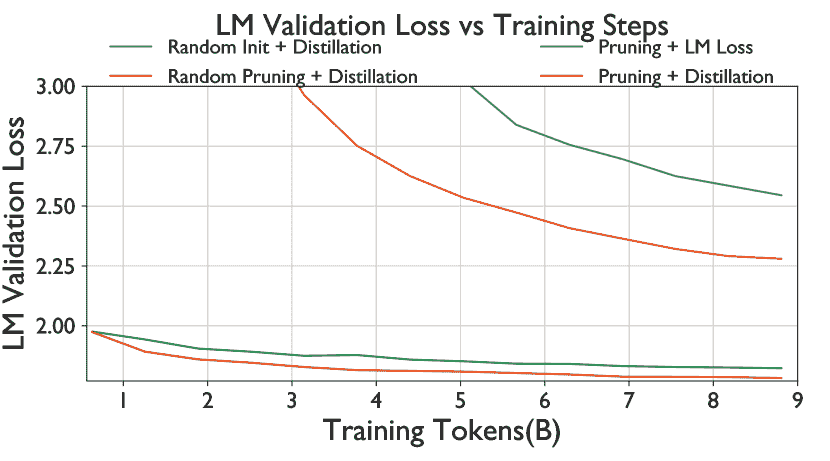 LM Validation Loss vs Training Steps
Random Init + Distillation
Pruning + LM Loss
Random Pruning + Distillation
Pruning + Distillation
LM Validation Loss
3.00
2.75
2.50
2.25
2.00
1 2 3 4 5 6 7 8 9
Training Tokens(B)